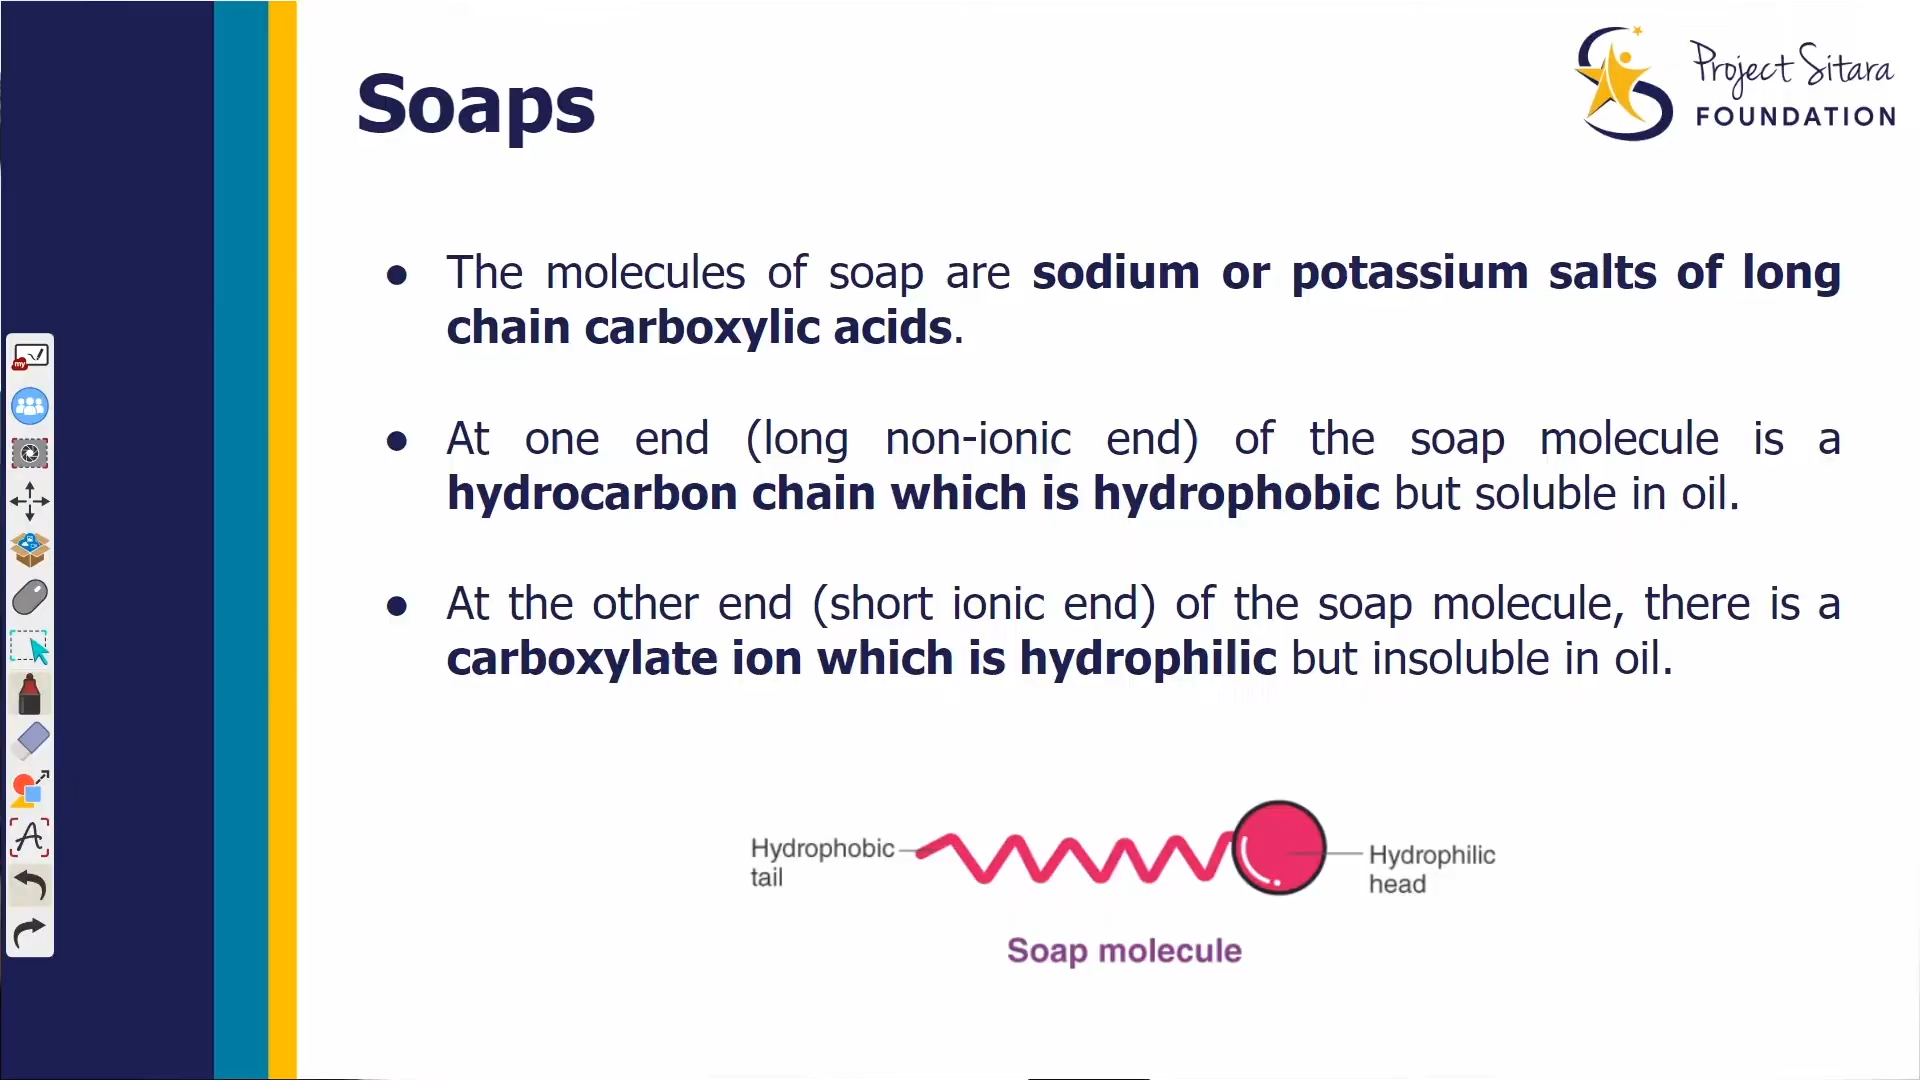 Soaps
Project Sitara
FOUNDATION
● The molecules of soap are sodium or potassium salts of long
chain carboxylic acids.
● At one end (long non-ionic end) of the soap molecule is a
hydrocarbon chain which is hydrophobic but soluble in oil.
● At the other end (short ionic end) of the soap molecule, there is a
carboxylate ion which is hydrophilic but insoluble in oil.
Hydrophobic
tail
Hydrophilic
head
Soap molecule
my
A